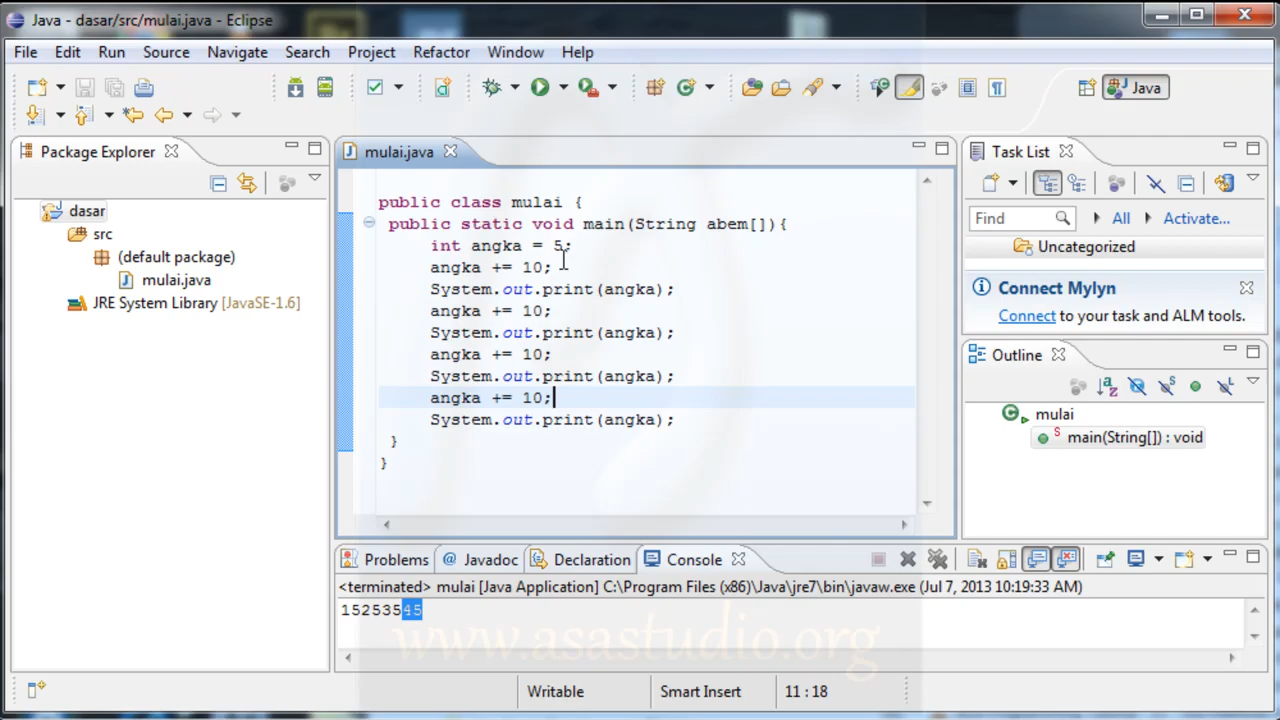 Java - dasar/src/mulai.java - Eclipse
File Edit Run Source Navigate Search Project Refactor Window Help
Java
Package Explorer
dasar
src
(default package)
mulai.java
JRE System Library [JavaSE-1.6]
mulai.java
public class mulai {
public static void main(String abem[]){
int angka = 5;
angka += 10;
System.out.print(angka);
angka += 10;
System.out.print(angka);
angka += 10;
System.out.print(angka);
angka += 10;
System.out.print(angka);
}
}
Task List
Find All Activate...
Uncategorized
Connect Mylyn
Connect to your task and ALM tools.
Outline
mulai
main(String[]) : void
Problems @ Javadoc Declaration Console
<terminated> mulai [Java Application] C:\Program Files (x86)\Java\jre7\bin\javaw.exe (Jul 7, 2013 10:19:33 AM)
15253545
www.asastudio.org
Writable Smart Insert 11 : 18